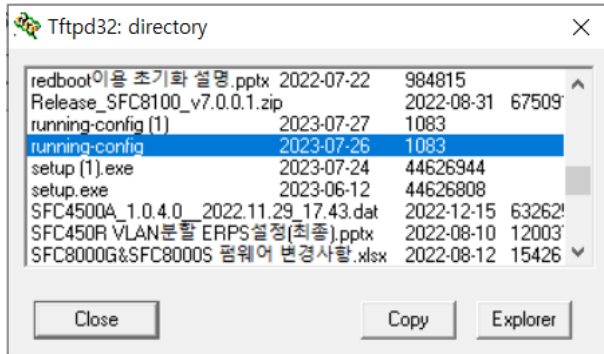 Tftpd32: directory
redboot이용 초기화 설명.pptx 2022-07-22 984815
Release_SFC8100_v7.0.0.1.zip 2022-08-31 67509
running-config (1) 2023-07-27 1083
running-config 2023-07-26 1083
setup (1).exe 2023-07-24 44626944
setup.exe 2023-06-12 44626808
SFC4500A_1.0.4.0__2022.11.29_17.43.dat 2022-12-15 63262
SFC450R VLAN분할 ERPS설정(최종).pptx 2022-08-10 12003
SFC8000G&SFC8000S 펌웨어 변경사항.xlsx 2022-08-12 15426
Close Copy Explorer